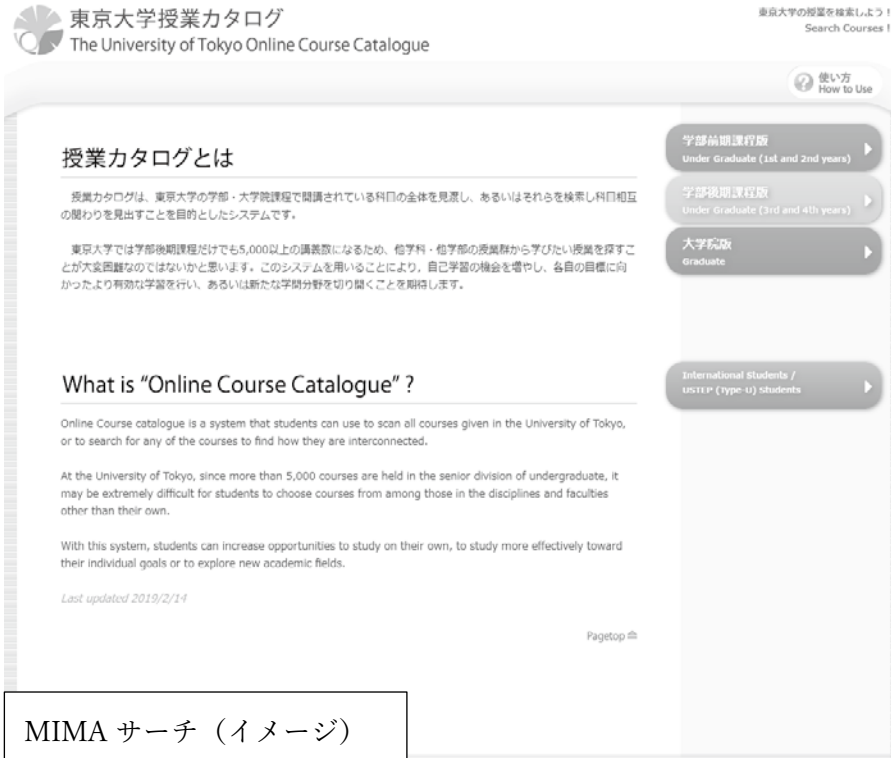 東京大学授業カタログ
The University of Tokyo Online Course Catalogue
東京大学の授業を検索しよう!
Search Courses !
使い方
How to Use
授業カタログとは
授業カタログは、東京大学の学部・大学院課程で開講されている科目の全体を見渡し、あるいはそれらを検索し科目相互
の関わりを見出すことを目的としたシステムです。
東京大学では学部後期課程だけでも5,000以上の講義数になるため、他学科・他学部の授業群から学びたい授業を探すこ
とが大変困難なのではないかと思います。このシステムを用いることにより、自己学習の機会を増やし、各自の目標に向
かったより有効な学習を行い、あるいは新たな学問分野を切り開くことを期待します。
学部前期課程版
Under Graduate (1st and 2nd years)
学部後期課程版
Under Graduate (3rd and 4th years)
大学院版
Graduate
What is “Online Course Catalogue” ?
Online Course catalogue is a system that students can use to scan all courses given in the University of Tokyo,
or to search for any of the courses to find how they are interconnected.
At the University of Tokyo, since more than 5,000 courses are held in the senior division of undergraduate, it
may be extremely difficult for students to choose courses from among those in the disciplines and faculties
other than their own.
With this system, students can increase opportunities to study on their own, to study more effectively toward
their individual goals or to explore new academic fields.
Last updated 2019/2/14
International Students /
USTEP (Type-U) Students
Pagetop
MIMA サーチ（イメージ）